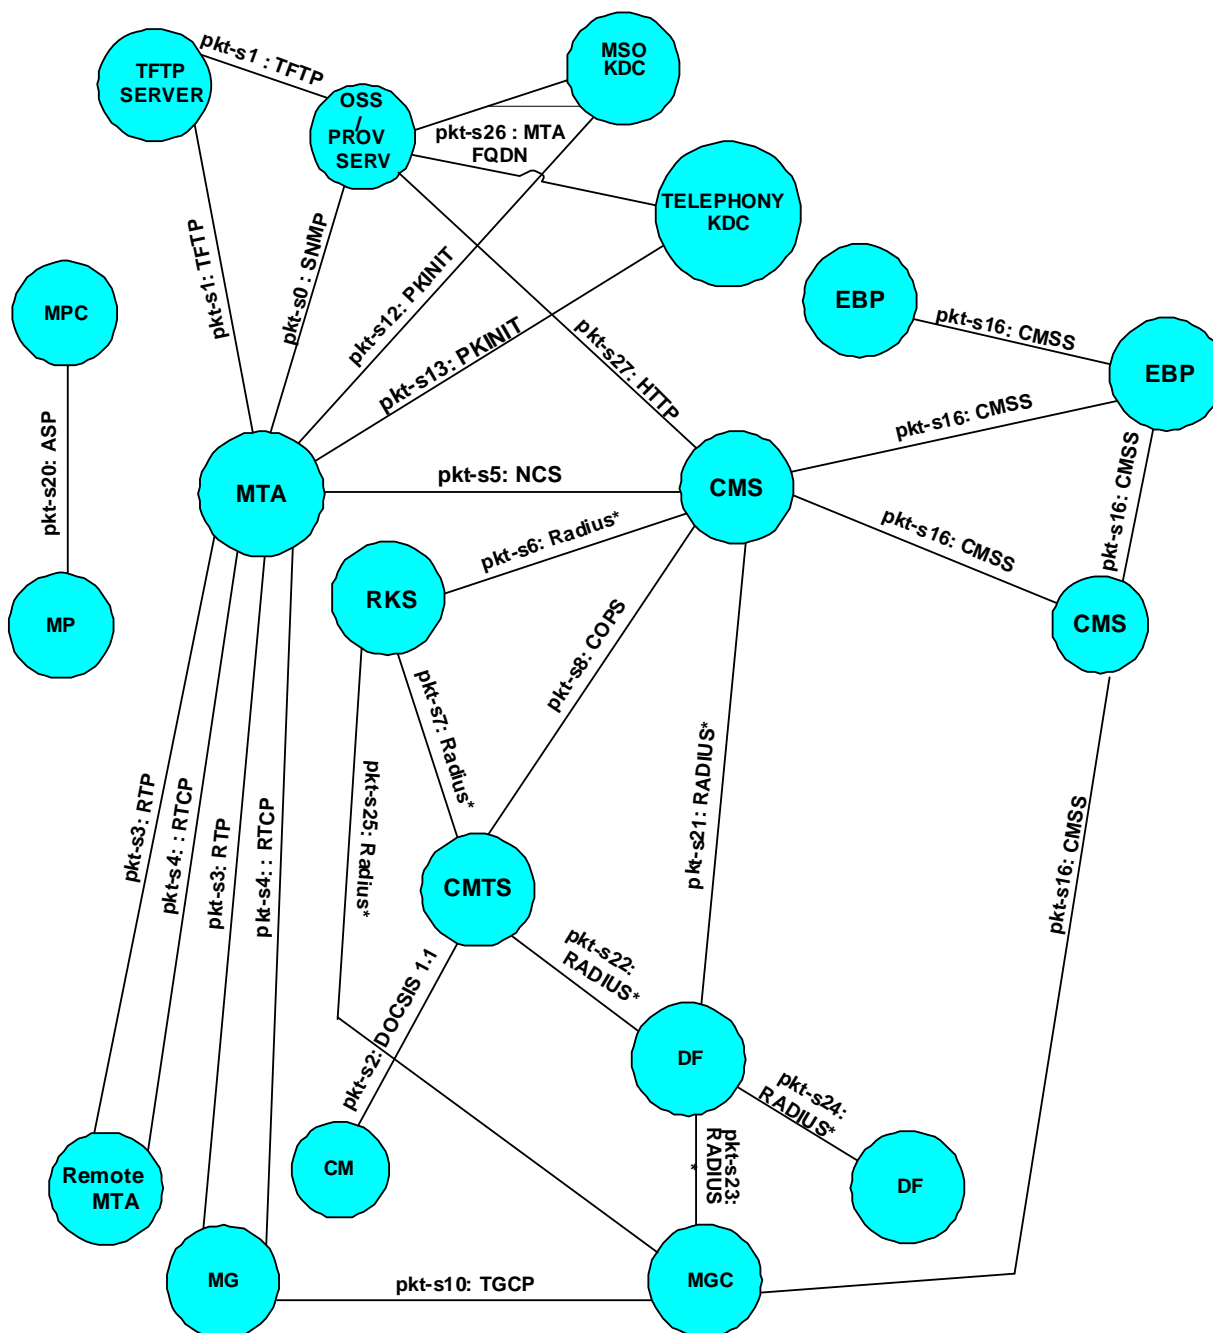 pkt-s1 : TFTP
TFTP
SERVER
OSS
/
PROV
SERV
MSO
KDC
pkt-s26 : MTA
FQDN
TELEPHONY
KDC
pkt-s1: TFTP
pkt-s0 : SNMP
pkt-s12: PKINIT
pkt-s13: PKINIT
pkt-s27: HTTP
MPC
pkt-s20: ASP
MP
EBP
pkt-s16: CMSS
EBP
pkt-s16: CMSS
pkt-s16: CMSS
MTA
pkt-s5: NCS
CMS
pkt-s16: CMSS
CMS
pkt-s6: Radius*
RKS
pkt-s8: COPS
pkt-s7: Radius*
pkt-s25: Radius*
pkt-s21: RADIUS*
pkt-s16: CMSS
pkt-s3: RTP
pkt-s4: : RTCP
pkt-s3: RTP
pkt-s4: : RTCP
CMTS
pkt-s22:
RADIUS*
pkt-s2: DOCSIS 1.1
DF
pkt-s24:
RADIUS*
pkt-s23:
RADIUS
*
Remote
MTA
CM
DF
MG
pkt-s10: TGCP
MGC